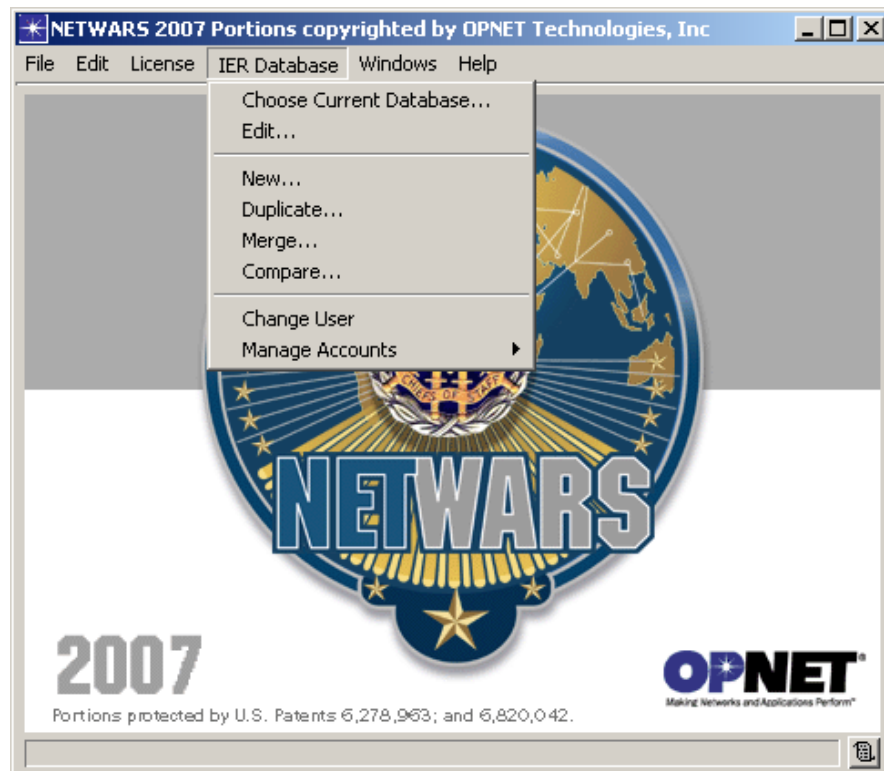 NETWARS 2007 Portions copyrighted by OPNET Technologies, Inc
File Edit License IER Database Windows Help
Choose Current Database...
Edit...
New...
Duplicate...
Merge...
Compare...
Change User
Manage Accounts
CHIEFS OF STAFF
NETWARS
2007
OPNET®
Making Networks and Applications Perform™
Portions protected by U.S. Patents 6,278,963; and 6,820,042.